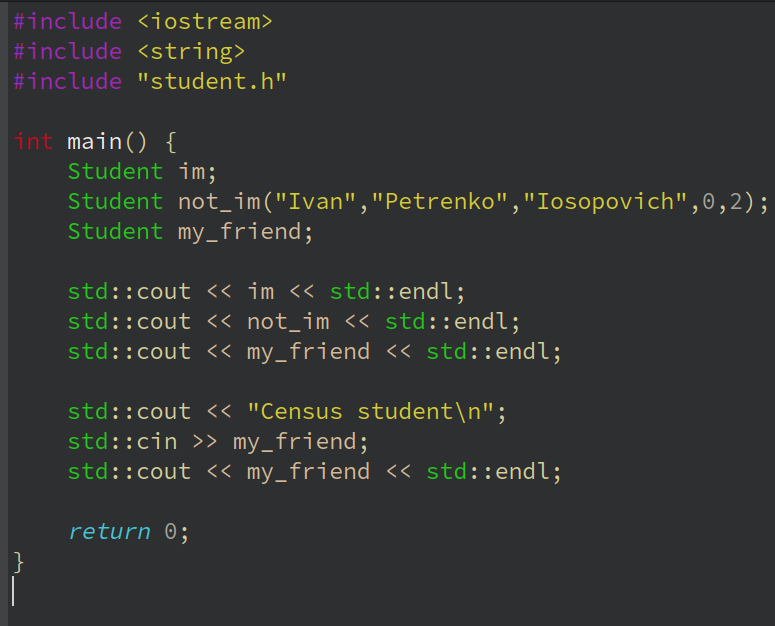 #include <iostream>
#include <string>
#include "student.h"
int main() {
Student im;
Student not_im("Ivan","Petrenko","Iosopovich",0,2);
Student my_friend;
std::cout << im << std::endl;
std::cout << not_im << std::endl;
std::cout << my_friend << std::endl;
std::cout << "Census student\n";
std::cin >> my_friend;
std::cout << my_friend << std::endl;
return 0;
}